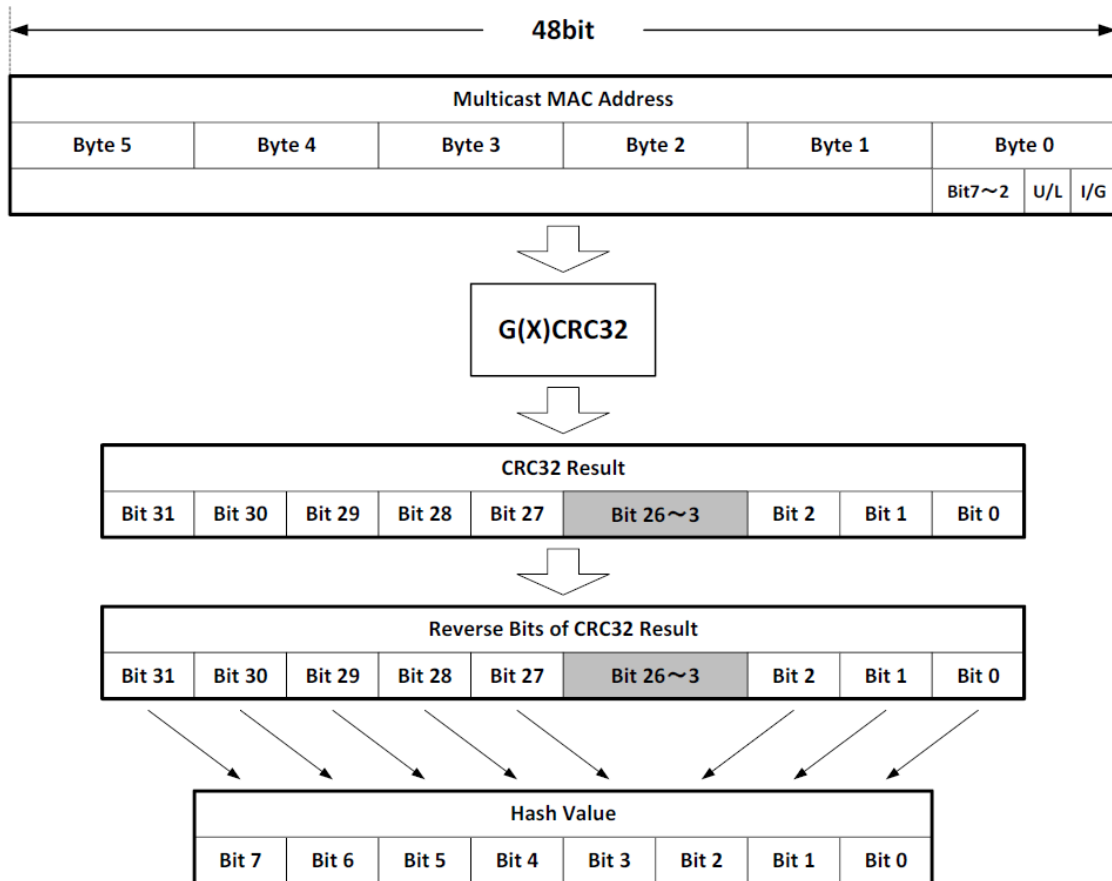 48bit
Multicast MAC Address
Byte 5 Byte 4 Byte 3 Byte 2 Byte 1 Byte 0
Bit7～2 U/L I/G
G(X)CRC32
CRC32 Result
Bit 31 Bit 30 Bit 29 Bit 28 Bit 27 Bit 26～3 Bit 2 Bit 1 Bit 0
Reverse Bits of CRC32 Result
Bit 31 Bit 30 Bit 29 Bit 28 Bit 27 Bit 26～3 Bit 2 Bit 1 Bit 0
Hash Value
Bit 7 Bit 6 Bit 5 Bit 4 Bit 3 Bit 2 Bit 1 Bit 0